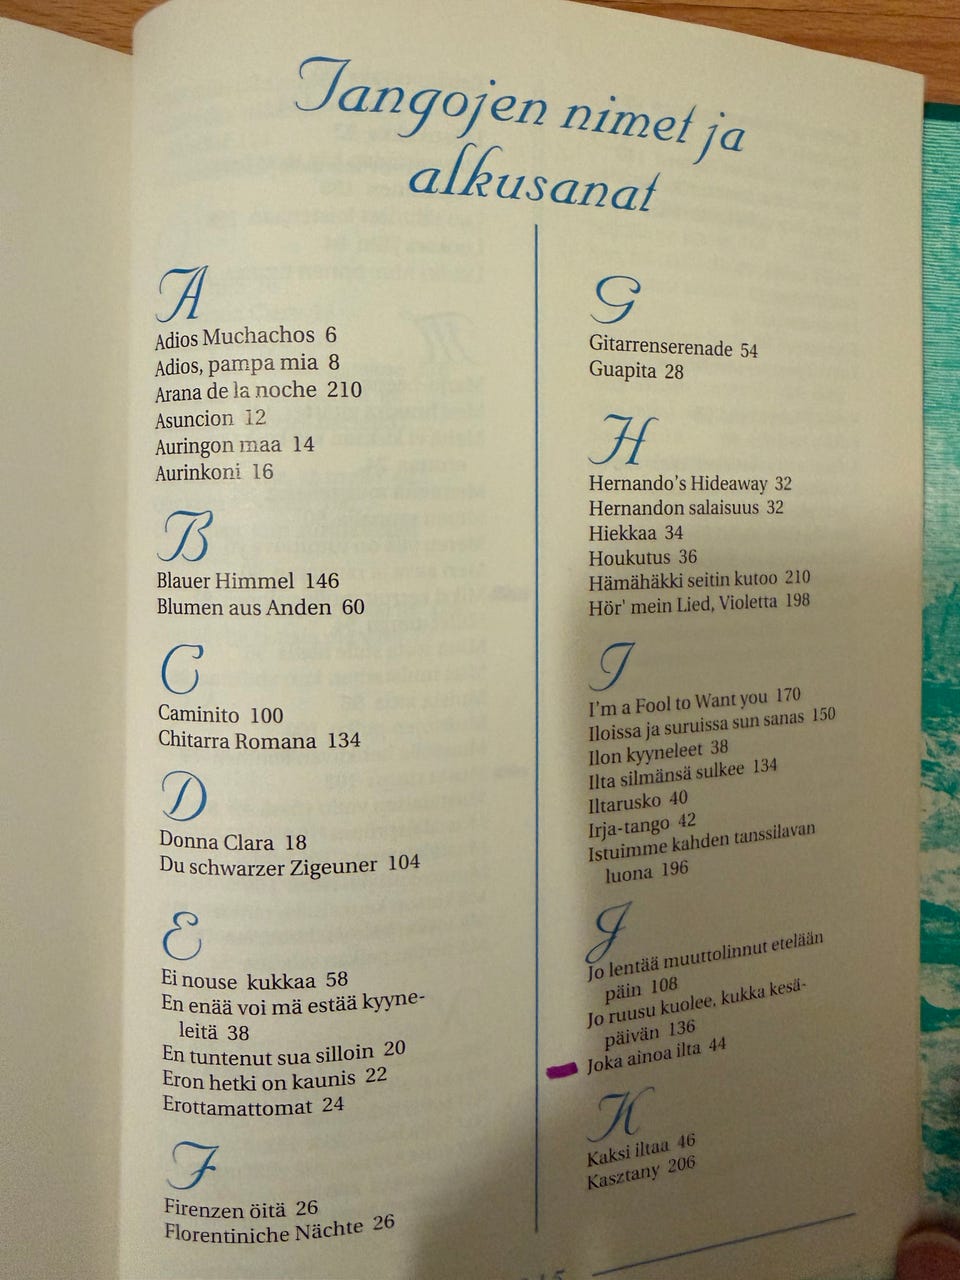 Tangojen nimet ja
alkusanat
A
Adios Muchachos 6
Adios, pampa mia 8
Arana de la noche 210
Asuncion 12
Auringon maa 14
Aurinkoni 16
B
Blauer Himmel 146
Blumen aus Anden 60
C
Caminito 100
Chitarra Romana 134
D
Donna Clara 18
Du schwarzer Zigeuner 104
E
Ei nouse kukkaa 58
En enää voi mä estää kyyne-
leitä 38
En tuntenut sua silloin 20
Eron hetki on kaunis 22
Erottamattomat 24
F
Firenzen öitä 26
Florentiniche Nächte 26
G
Gitarrenserenade 54
Guapita 28
H
Hernando's Hideaway 32
Hernandon salaisuus 32
Hiekkaa 34
Houkutus 36
Hämähäkki seitin kutoo 210
Hör' mein Lied, Violetta 198
I
I'm a Fool to Want you 170
Iloissa ja suruissa sun sanas 150
Ilon kyyneleet 38
Ilta silmänsä sulkee 134
Iltarusko 40
Irja-tango 42
Istuimme kahden tanssilavan
luona 196
J
Jo lentää muuttolinnut etelään
päin 108
Jo ruusu kuolee, kukka kesä-
päivän 136
Joka ainoa ilta 44
K
Kaksi iltaa 46
Kasztany 206